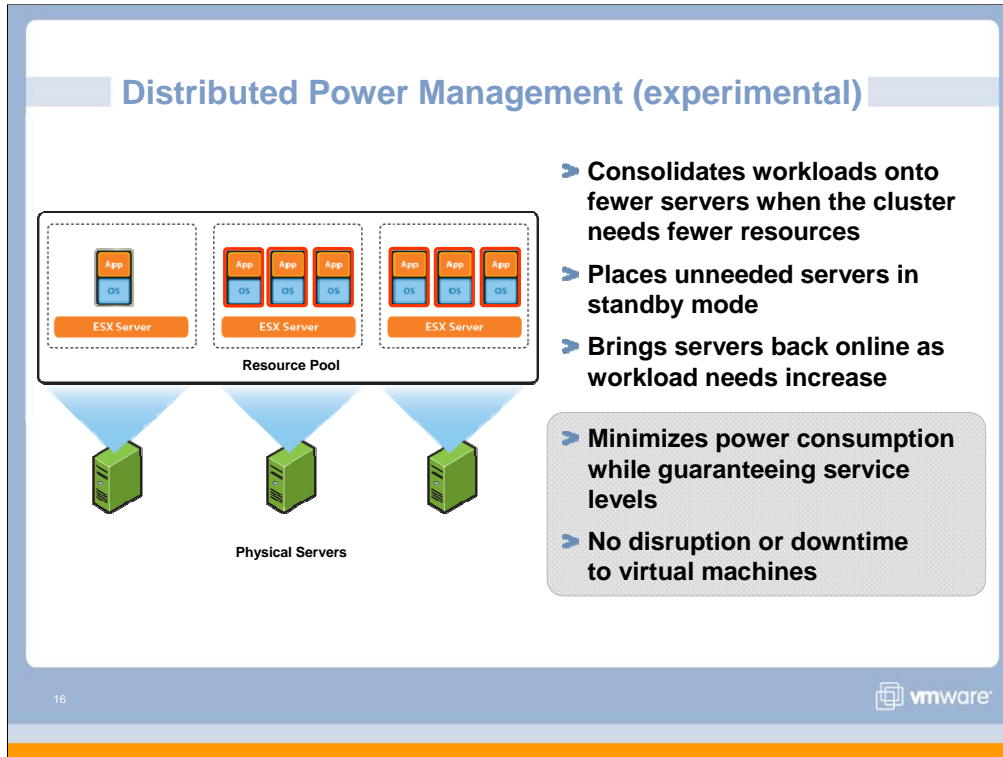 Distributed Power Management (experimental)
App
App App App
App App App
OS
OS OS OS
OS OS OS
ESX Server
ESX Server
ESX Server
Resource Pool
Physical Servers
Consolidates workloads onto
fewer servers when the cluster
needs fewer resources
Places unneeded servers in
standby mode
Brings servers back online as
workload needs increase
Minimizes power consumption
while guaranteeing service
levels
No disruption or downtime
to virtual machines
16
vmware